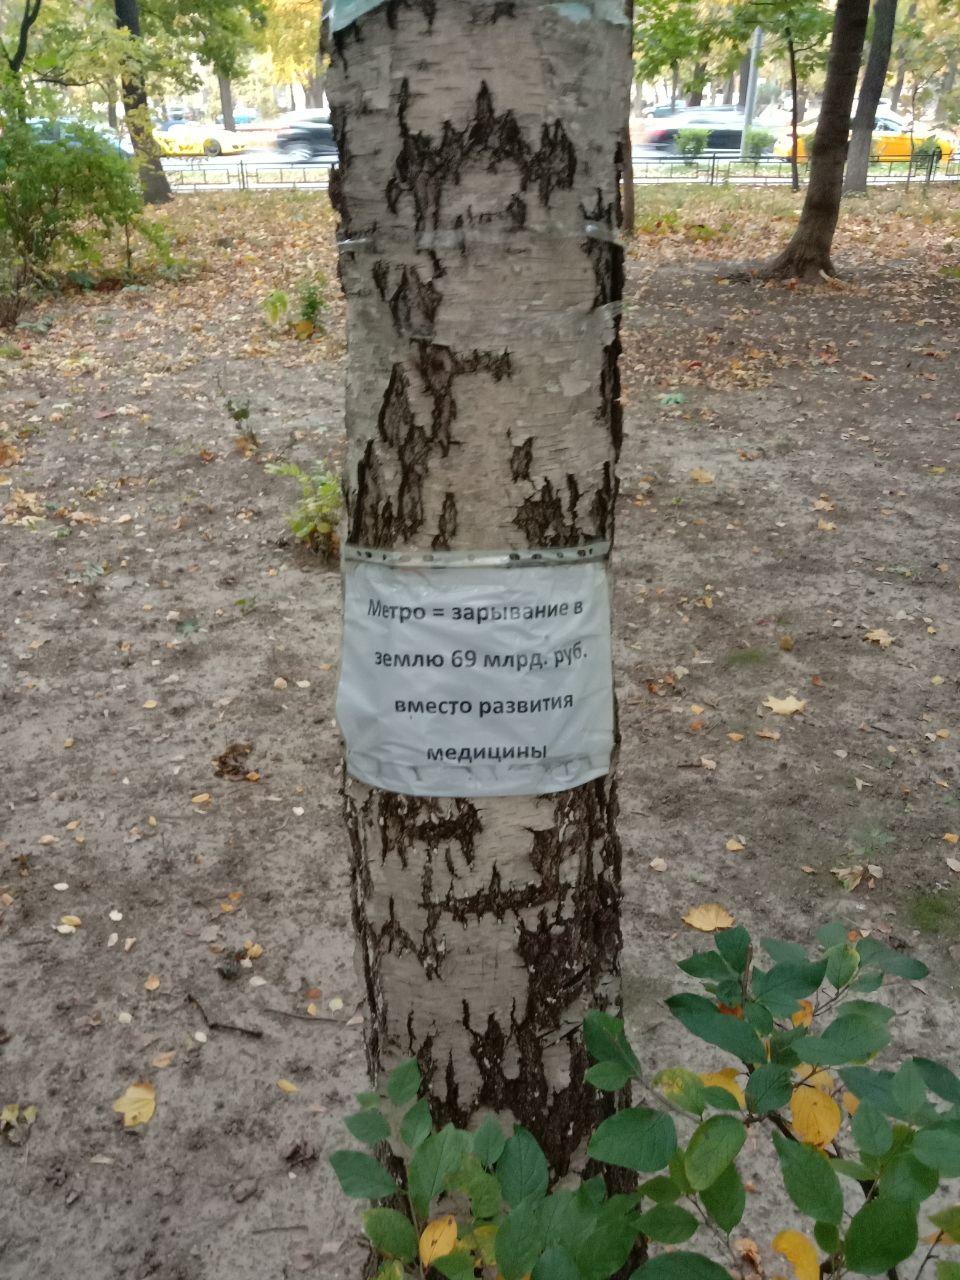 Метро = зарывание в
землю 69 млрд. руб.
вместо развития
медицины